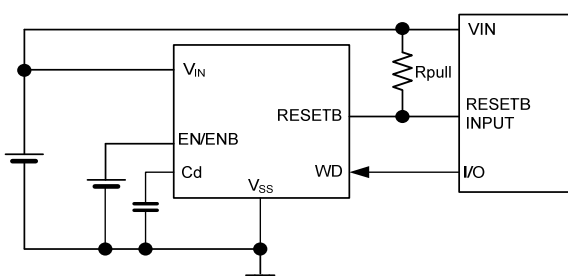 VIN
VIN
Rpull
RESETB
RESETB
INPUT
EN/ENB
Cd
WD
I/O
VSS